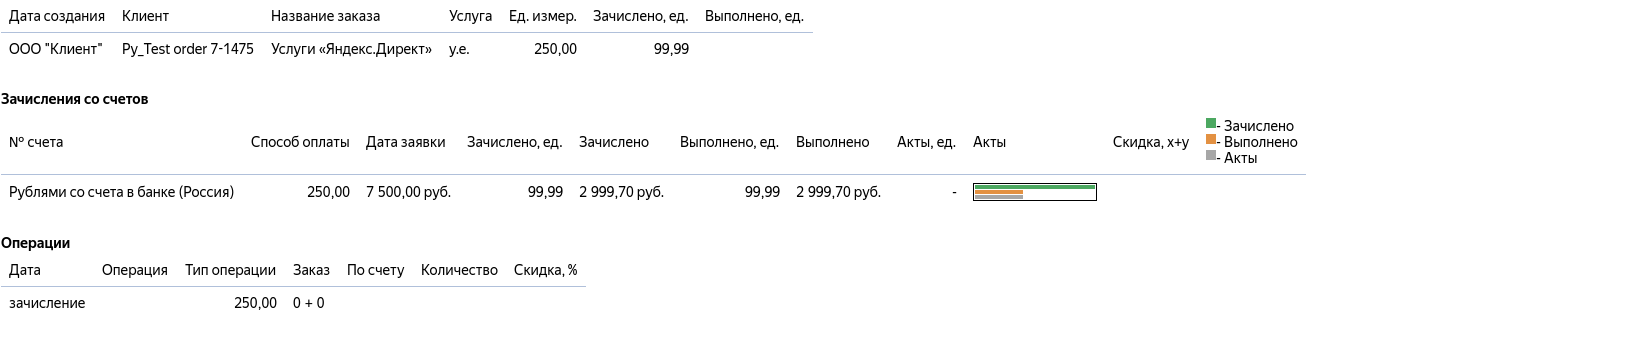 Дата создания Клиент Название заказа Услуга Ед. измер. Зачислено, ед. Выполнено, ед.
ООО "Клиент" Py_Test order 7-1475 Услуги «Яндекс.Директ» у.е. 250,00 99,99
Зачисления со счетов
№ счета Способ оплаты Дата заявки Зачислено, ед. Зачислено Выполнено, ед. Выполнено Акты, ед. Акты Скидка, x+y
- Зачислено
- Выполнено
- Акты
Рублями со счета в банке (Россия) 250,00 7 500,00 руб. 99,99 2 999,70 руб. 99,99 2 999,70 руб. -
Операции
Дата Операция Тип операции Заказ По счету Количество Скидка, %
зачисление 250,00 0 + 0